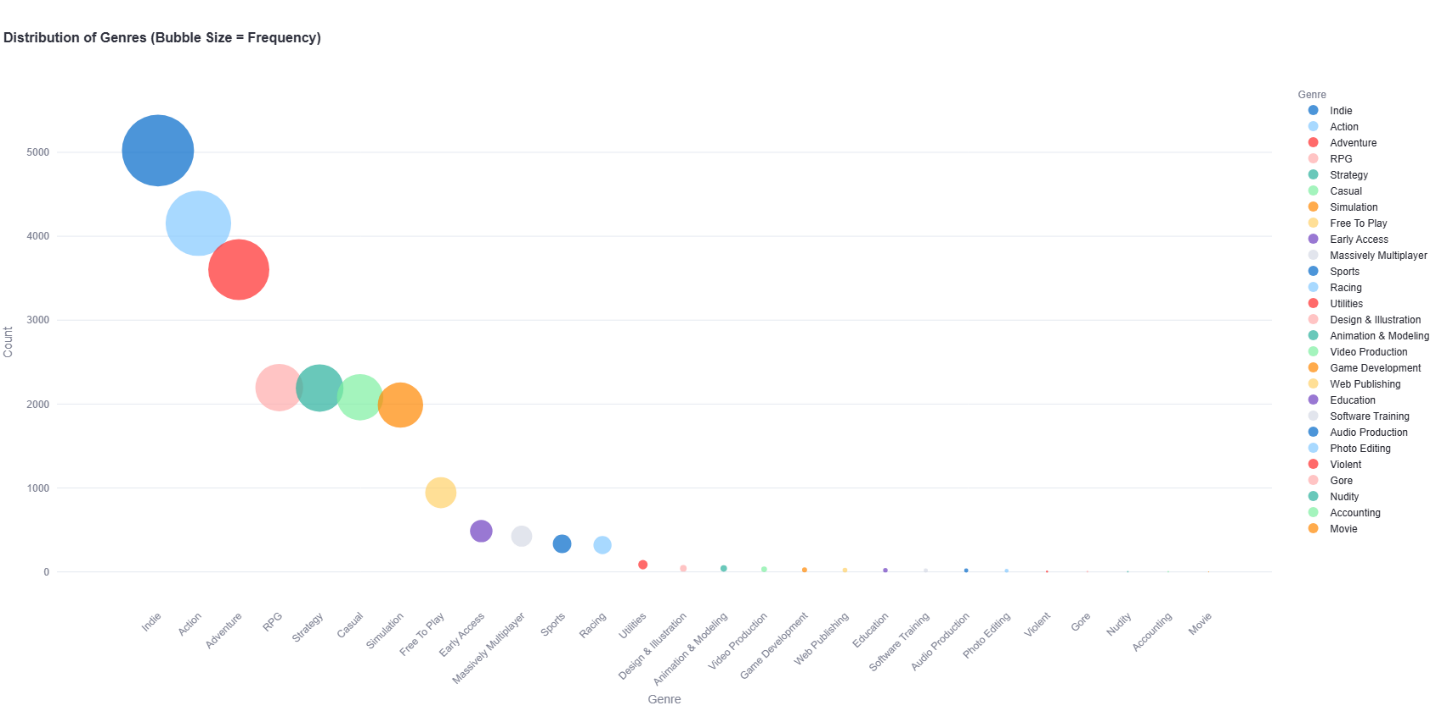 Distribution of Genres (Bubble Size = Frequency)
5000
4000
3000
2000
1000
0
Count
Indie
Action
Adventure
RPG
Strategy
Casual
Simulation
Free To Play
Early Access
Massively Multiplayer
Sports
Racing
Utilities
Design & Illustration
Animation & Modeling
Video Production
Game Development
Web Publishing
Education
Software Training
Audio Production
Photo Editing
Violent
Gore
Nudity
Accounting
Movie
Genre
Genre
Indie
Action
Adventure
RPG
Strategy
Casual
Simulation
Free To Play
Early Access
Massively Multiplayer
Sports
Racing
Utilities
Design & Illustration
Animation & Modeling
Video Production
Game Development
Web Publishing
Education
Software Training
Audio Production
Photo Editing
Violent
Gore
Nudity
Accounting
Movie